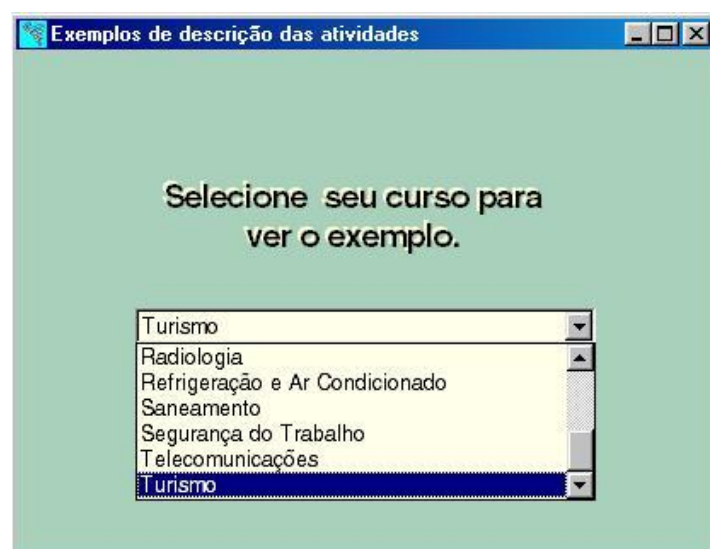 Exemplos de descrição das atividades
Selecione seu curso para
ver o exemplo.
Turismo
Radiologia
Refrigeração e Ar Condicionado
Saneamento
Segurança do Trabalho
Telecomunicações
Turismo